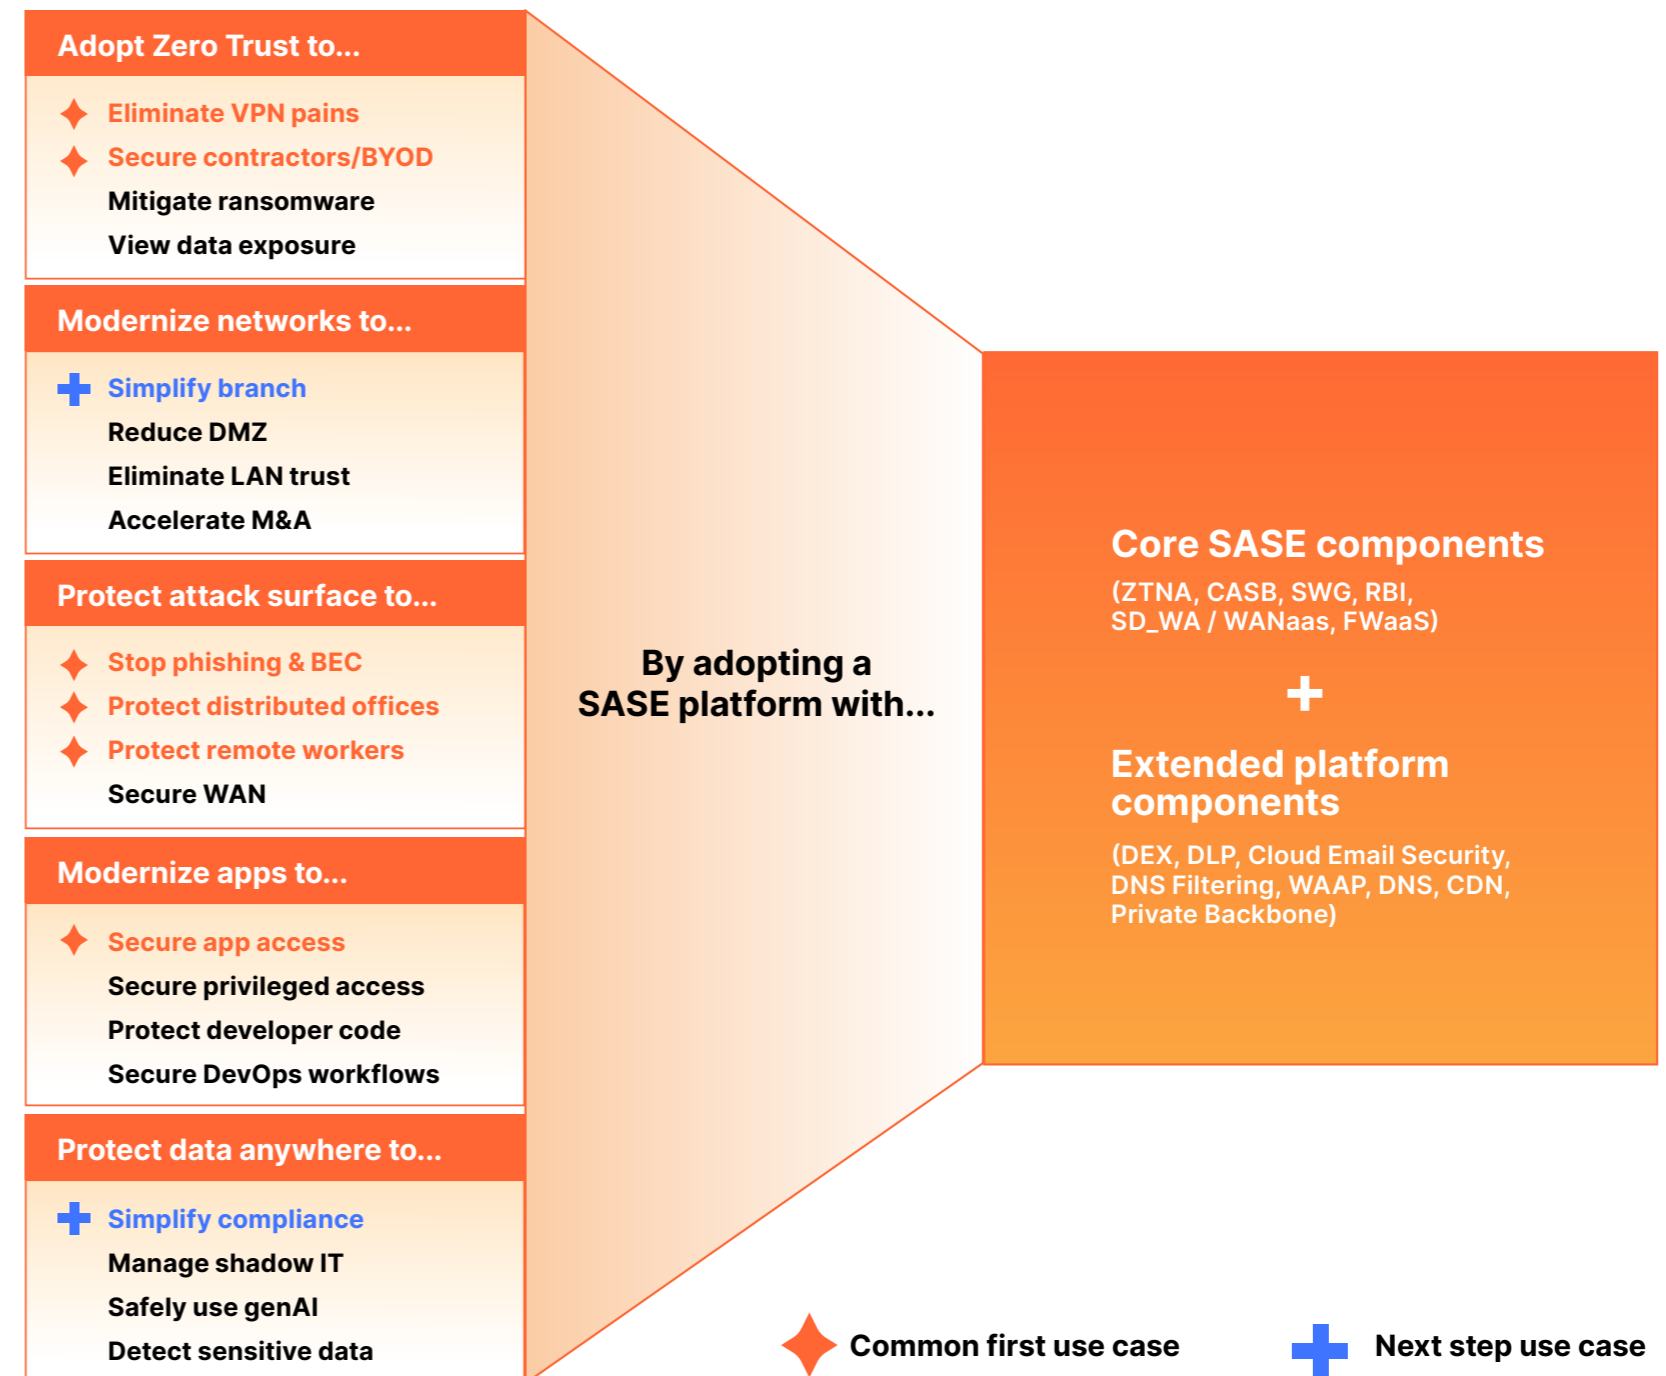 Adopt Zero Trust to...
Eliminate VPN pains
Secure contractors/BYOD
Mitigate ransomware
View data exposure
Modernize networks to...
Simplify branch
Reduce DMZ
Eliminate LAN trust
Accelerate M&A
Protect attack surface to...
Stop phishing & BEC
Protect distributed offices
Protect remote workers
Secure WAN
Modernize apps to...
Secure app access
Secure privileged access
Protect developer code
Secure DevOps workflows
Protect data anywhere to...
Simplify compliance
Manage shadow IT
Safely use genAI
Detect sensitive data
By adopting a
SASE platform with...
Core SASE components
(ZTNA, CASB, SWG, RBI,
SD_WA / WANaas, FWaaS)
+
Extended platform
components
(DEX, DLP, Cloud Email Security,
DNS Filtering, WAAP, DNS, CDN,
Private Backbone)
Common first use case
Next step use case